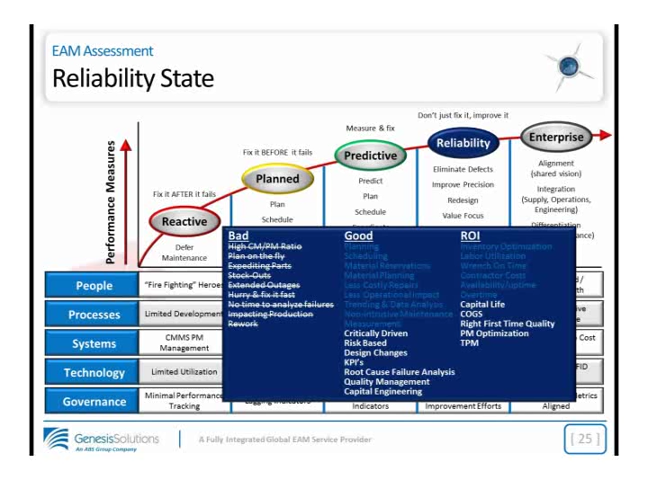 EAM Assessment
Reliability State
Don't just fix it, improve it
Measure & fix
Fix it BEFORE it fails
Fix it AFTER it fails
Performance Measures
Reactive
Planned
Predictive
Reliability
Enterprise
Defer
Maintenance
Plan
Schedule
Predict
Plan
Schedule
Eliminate Defects
Improve Precision
Redesign
Value Focus
Alignment
(shared vision)
Integration
(Supply, Operations,
Engineering)
Differentiation
Bad
High CM/PM Ratio
Plan on the fly
Expediting Parts
Stock-Outs
Extended Outages
Hurry & fix it fast
No time to analyze failures
Impacting Production
Rework
Good
Planning
Scheduling
Material Reservations
Material Planning
Less Costly Repairs
Less Operational Impact
Trending & Data Analysis
Non-intrusive Maintenance
Measurement
Critically Driven
Risk Based
Design Changes
KPI's
Root Cause Failure Analysis
Quality Management
Capital Engineering
ROI
Inventory Optimization
Labor Utilization
Wrench On Time
Contractor Costs
Availability/uptime
Overtime
Capital Life
COGS
Right First Time Quality
PM Optimization
TPM
People
"Fire Fighting" Heroes
Processes
Limited Development
Systems
CMMS PM
Management
Cost
Technology
Limited Utilization
Governance
Minimal Performance
Tracking
Lagging Indicators
Indicators
Improvement Efforts
Aligned
GenesisSolutions
An ABS Group Company
A Fully Integrated Global EAM Service Provider
[ 25 ]